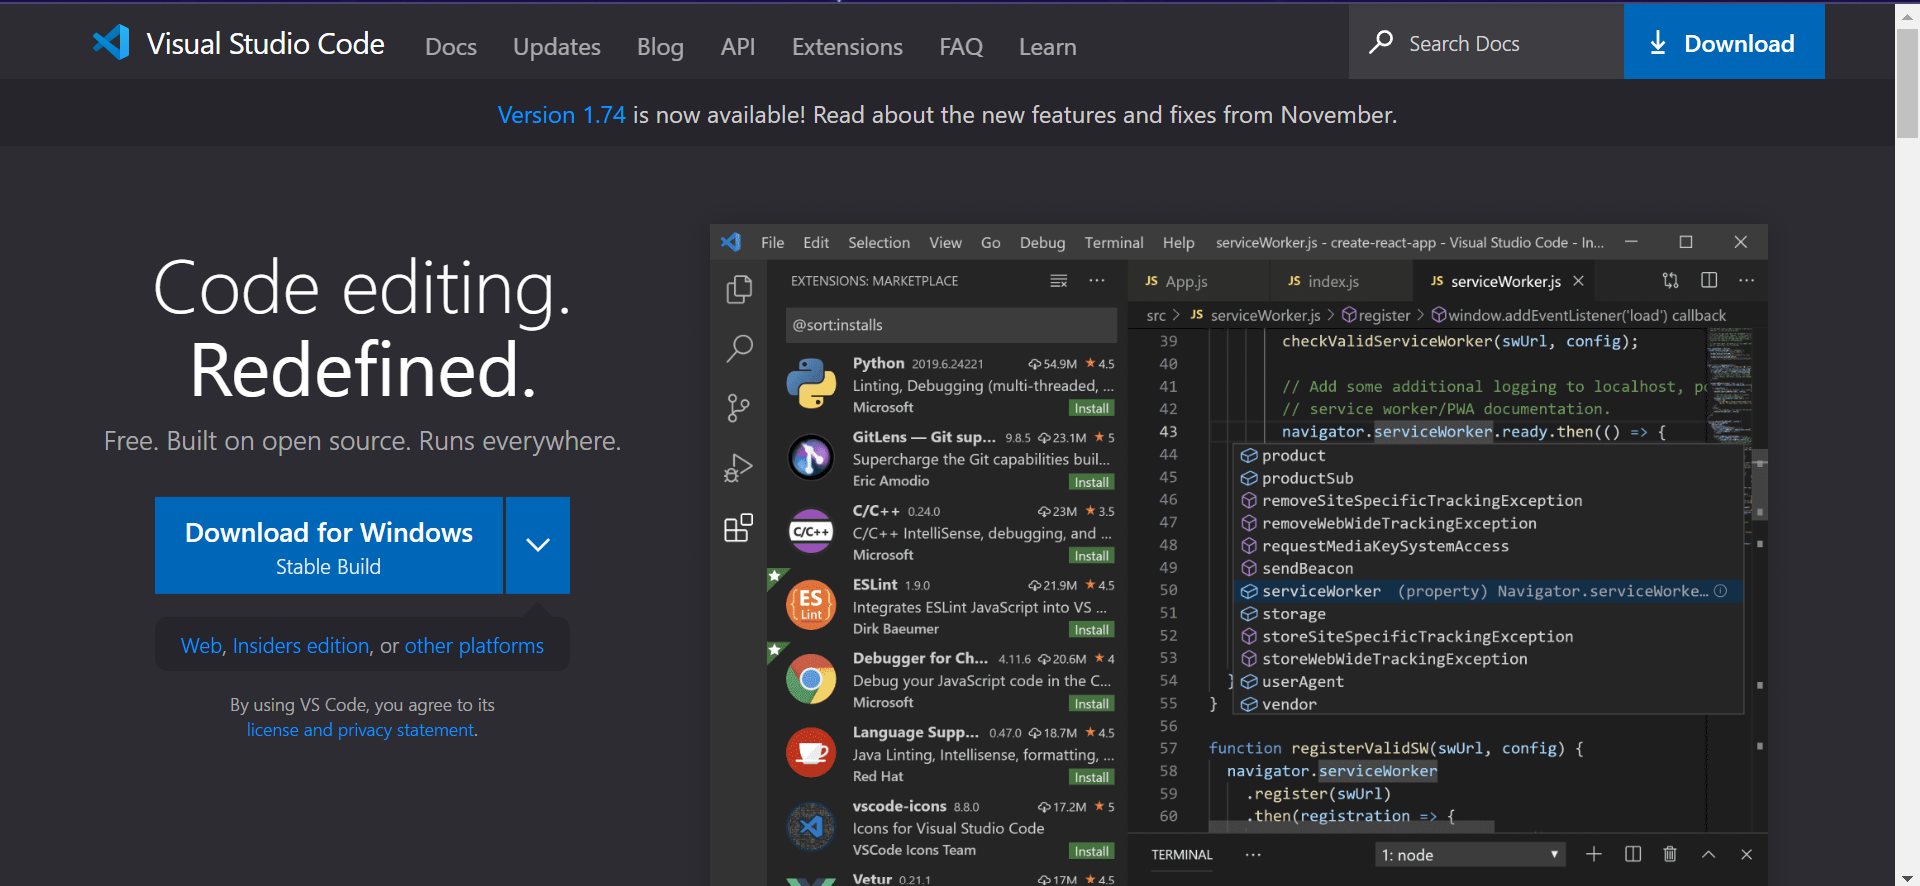 Visual Studio Code Docs Updates Blog API Extensions FAQ Learn Search Docs Download
Version 1.74 is now available! Read about the new features and fixes from November.
Code editing.
Redefined.
Free. Built on open source. Runs everywhere.
Download for Windows
Stable Build
Web, Insiders edition, or other platforms
By using VS Code, you agree to its
license and privacy statement.
File Edit Selection View Go Debug Terminal Help serviceWorker.js - create-react-app - Visual Studio Code - In...
EXTENSIONS: MARKETPLACE
@sort:installs
Python 2019.6.24221 54.9M ★ 4.5
Linting, Debugging (multi-threaded, ...
Microsoft Install
GitLens — Git sup... 9.8.5 23.1M ★ 5
Supercharge the Git capabilities buil...
Eric Amodio Install
C/C++
C/C++ 0.24.0 23M ★ 3.5
C/C++ IntelliSense, debugging, and ...
Microsoft Install
ES
Lint
ESLint 1.9.0 21.9M ★ 4.5
Integrates ESLint JavaScript into VS ...
Dirk Baeumer Install
Debugger for Ch... 4.11.6 20.6M ★ 4
Debug your JavaScript code in the C...
Microsoft Install
Language Supp... 0.47.0 18.7M ★ 4.5
Java Linting, Intellisense, formatting, ...
Red Hat Install
vscode-icons 8.8.0 17.2M ★ 5
Icons for Visual Studio Code
VSCode Icons Team Install
Vetur 0.21.1 17M ★ 4.5
JS App.js JS index.js JS serviceWorker.js
src > JS serviceWorker.js > register > window.addEventListener('load') callback
39 checkValidServiceWorker(swUrl, config);
40
41 // Add some additional logging to localhost, po
42 // service worker/PWA documentation.
43 navigator.serviceWorker.ready.then(() => {
44 product
45 productSub
46 removeSiteSpecificTrackingException
47 removeWebWideTrackingException
48 requestMediaKeySystemAccess
49 sendBeacon
50 serviceWorker (property) Navigator.serviceWorke...
51 storage
52 storeSiteSpecificTrackingException
53 storeWebWideTrackingException
54 } userAgent
55 } vendor
56
57 function registerValidSW(swUrl, config) {
58 navigator.serviceWorker
59 .register(swUrl)
60 .then(registration => {
TERMINAL ... 1: node